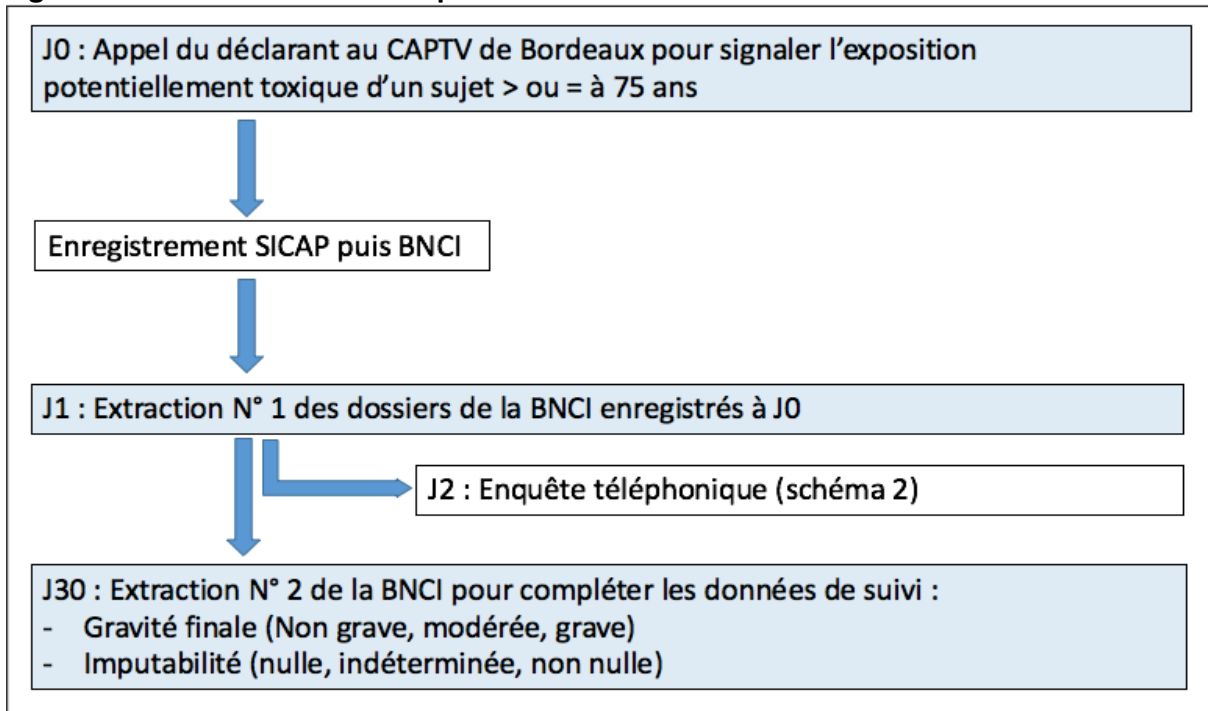 J0 : Appel du déclarant au CAPTV de Bordeaux pour signaler l'exposition
potentiellement toxique d'un sujet > ou = à 75 ans
Enregistrement SICAP puis BNCI
J1 : Extraction N° 1 des dossiers de la BNCI enregistrés à J0
J2 : Enquête téléphonique (schéma 2)
J30 : Extraction N° 2 de la BNCI pour compléter les données de suivi :
- Gravité finale (Non grave, modérée, grave)
- Imputabilité (nulle, indéterminée, non nulle)